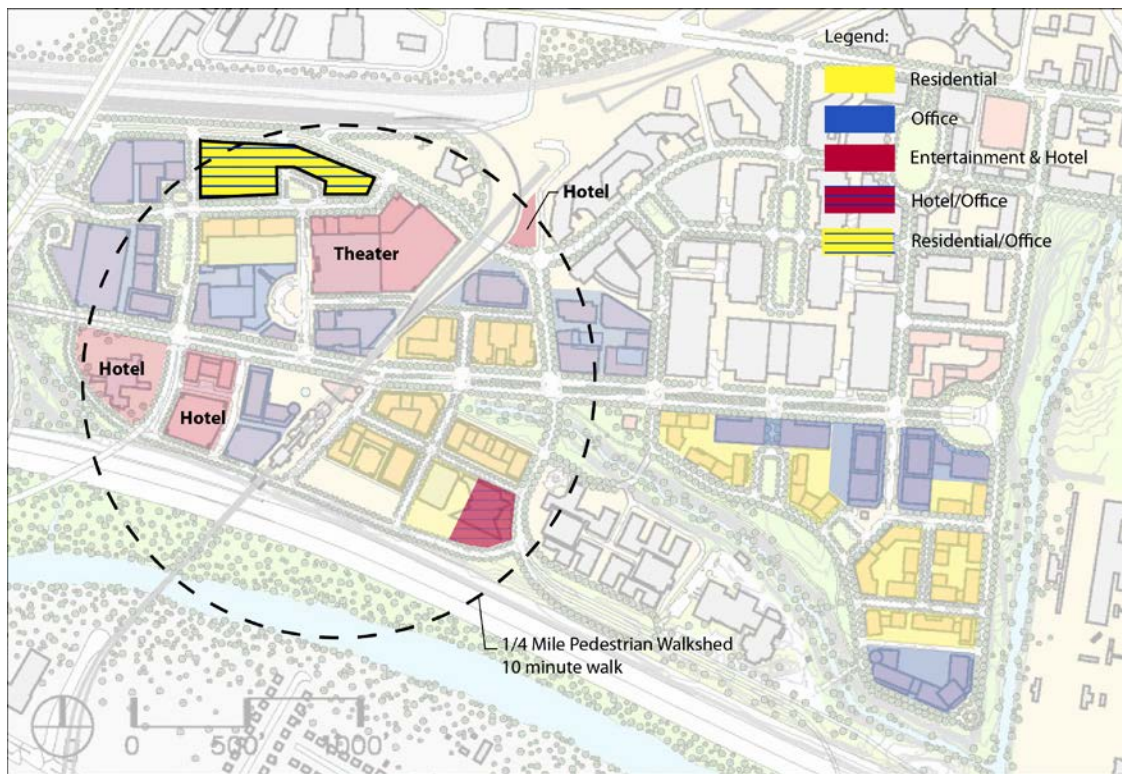 Legend:
Residential
Office
Entertainment & Hotel
Hotel/Office
Residential/Office
Hotel
Theater
Hotel
Hotel
1/4 Mile Pedestrian Walkshed
10 minute walk
0 500 1000